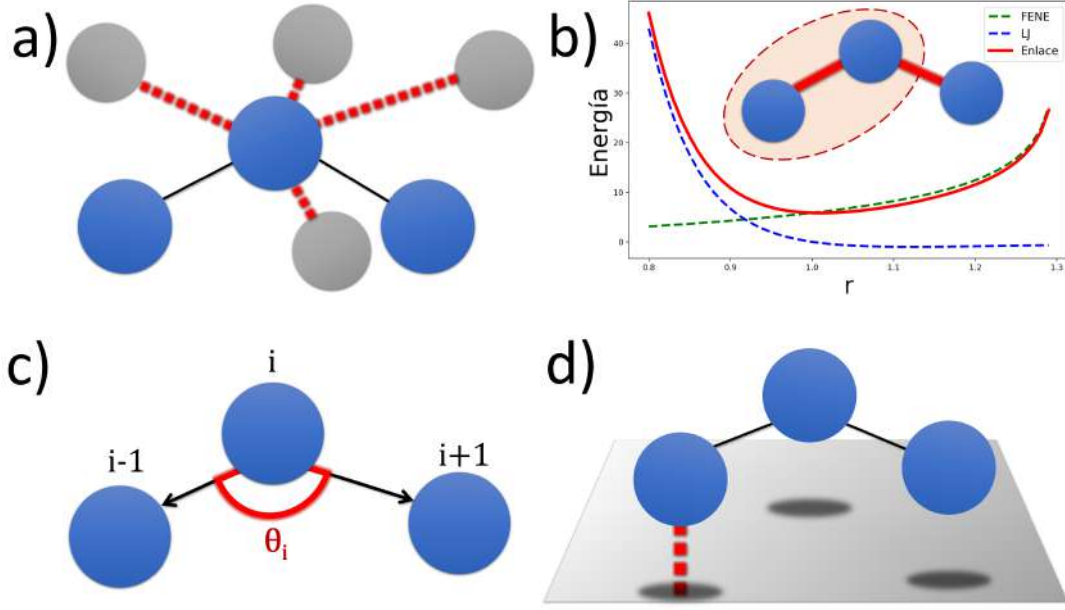 a)
b)
FENE
LJ
Enlace
Energía
40
30
20
10
0
0.8
0.9
1.0
1.1
1.2
1.3
r
c)
i
i-1
i+1
θi
d)